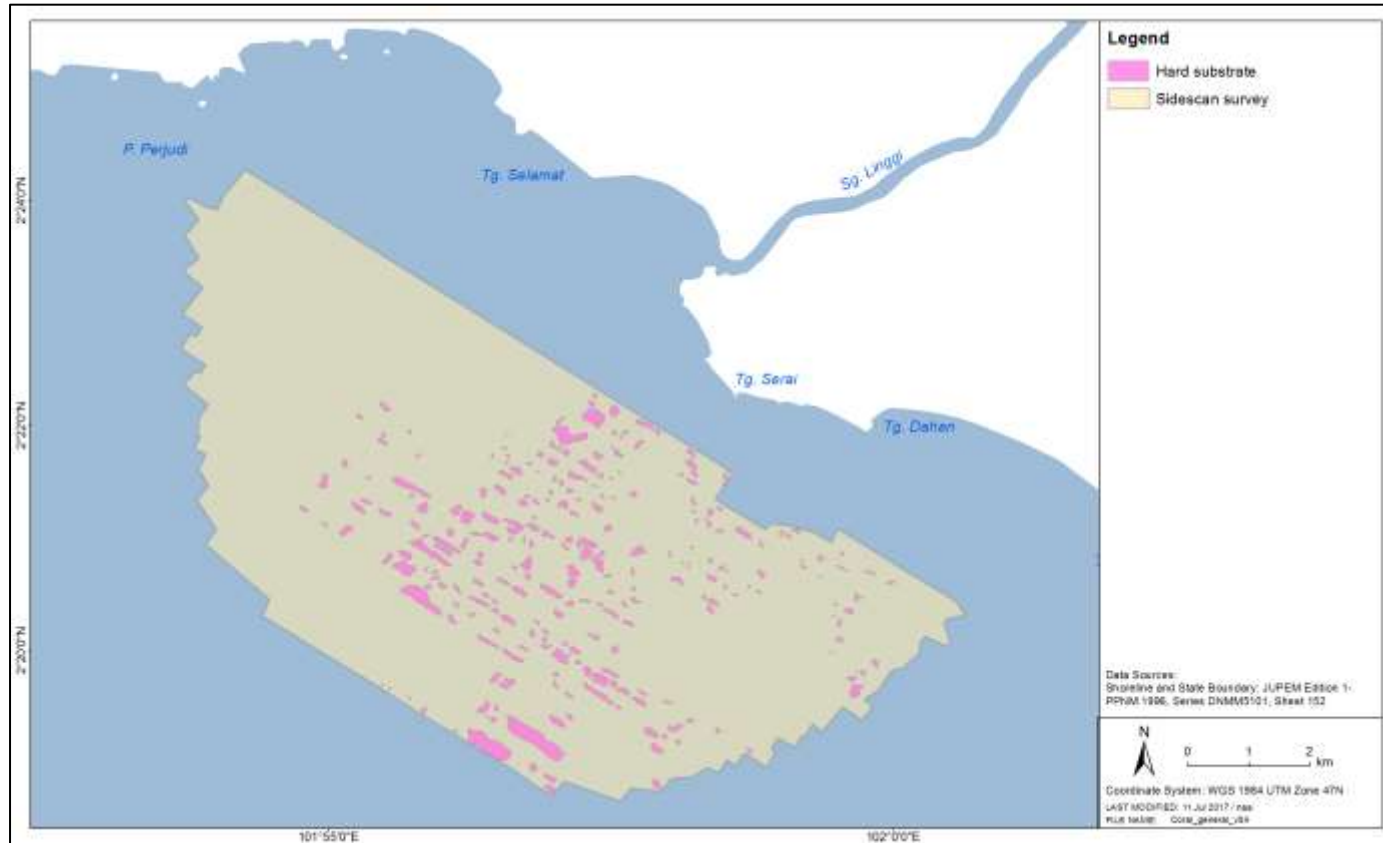 Legend
Hard substrate
Sidescan survey
P. Perjudi
Tg. Selamat
Sg. Linggi
Tg. Serai
Tg. Dahan
2°24'0"N
2°22'0"N
2°20'0"N
101°55'0"E
102°0'0"E
Data Sources:
Shoreline and State Boundary: JUPEM Edition 1-
PPNM 1996, Series DNMM5101, Sheet 152
N
0 1 2
km
Coordinate System: WGS 1984 UTM Zone 47N
LAST MODIFIED: 11 Jul 2017 / nas
FILE NAME: